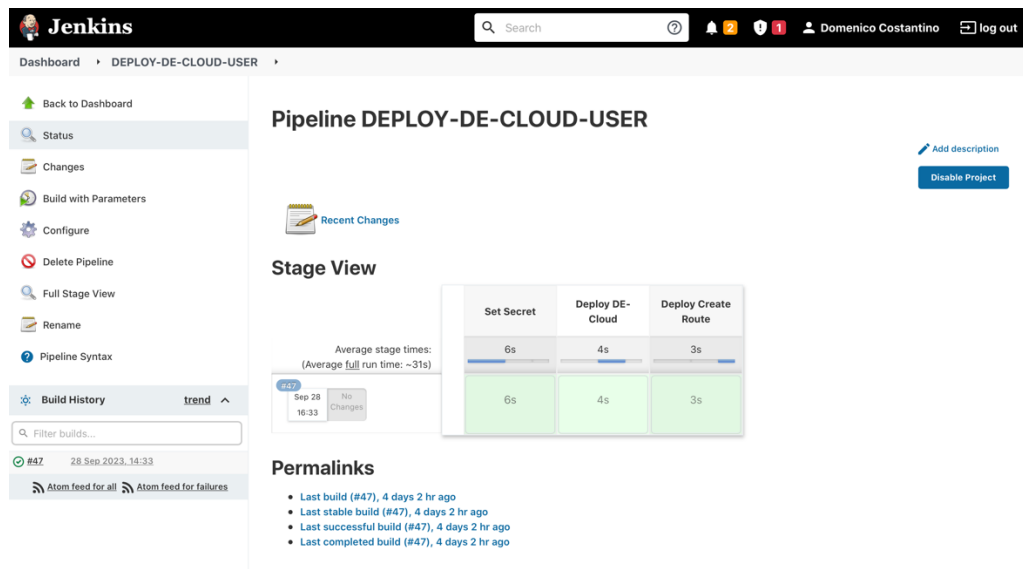 Jenkins
Search
2
1
Domenico Costantino
log out
Dashboard
DEPLOY-DE-CLOUD-USER
Back to Dashboard
Status
Changes
Build with Parameters
Configure
Delete Pipeline
Full Stage View
Rename
Pipeline Syntax
Build History
trend
Filter builds...
#47
28 Sep 2023, 14:33
Atom feed for all
Atom feed for failures
Pipeline DEPLOY-DE-CLOUD-USER
Add description
Disable Project
Recent Changes
Stage View
Set Secret
Deploy DE-
Cloud
Deploy Create
Route
Average stage times:
(Average full run time: ~31s)
6s
4s
3s
#47
Sep 28
16:33
No
Changes
6s
4s
3s
Permalinks
Last build (#47), 4 days 2 hr ago
Last stable build (#47), 4 days 2 hr ago
Last successful build (#47), 4 days 2 hr ago
Last completed build (#47), 4 days 2 hr ago